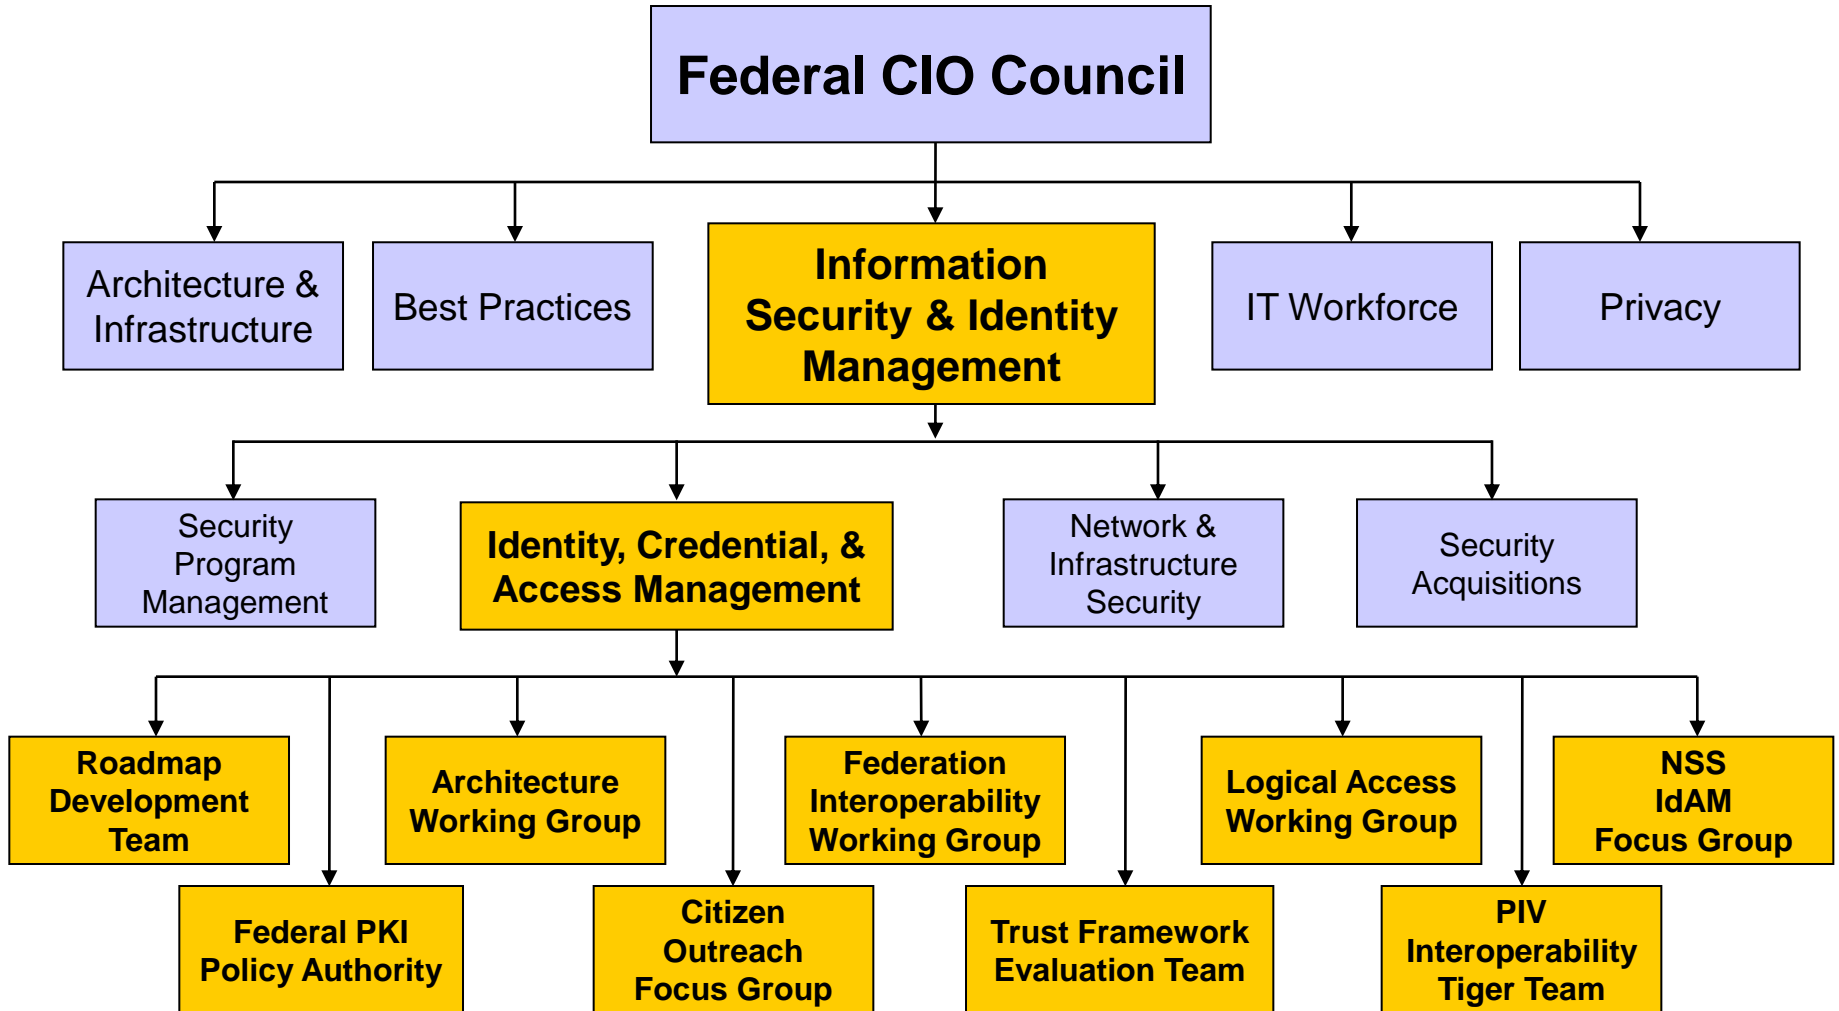 Federal CIO Council
Architecture &
Infrastructure
Best Practices
Information
Security & Identity
Management
IT Workforce
Privacy
Security
Program
Management
Identity, Credential, &
Access Management
Network &
Infrastructure
Security
Security
Acquisitions
Roadmap
Development
Team
Architecture
Working Group
Federation
Interoperability
Working Group
Logical Access
Working Group
NSS
IdAM
Focus Group
Federal PKI
Policy Authority
Citizen
Outreach
Focus Group
Trust Framework
Evaluation Team
PIV
Interoperability
Tiger Team